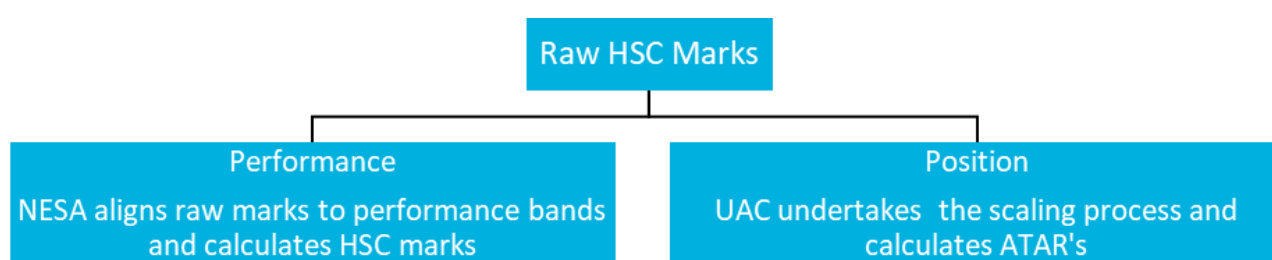 Raw HSC Marks
Performance
NESA aligns raw marks to performance bands
and calculates HSC marks
Position
UAC undertakes  the scaling process and
calculates ATAR's